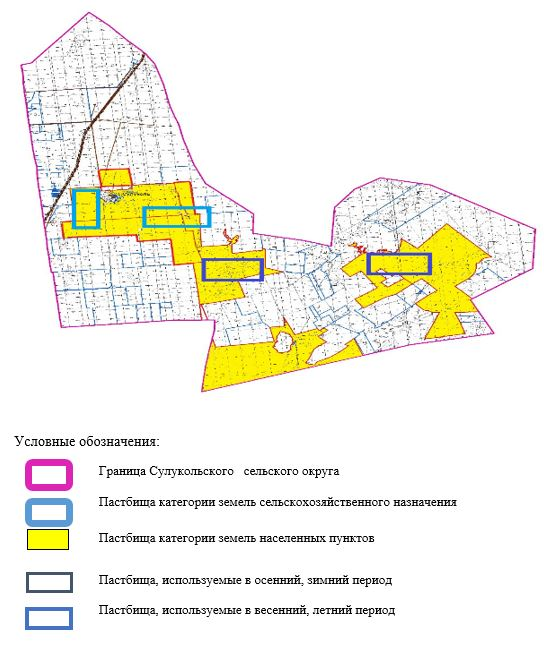 Условные обозначения:
Граница Сулукольского сельского округа
Пастбища категории земель сельскохозяйственного назначения
Пастбища категории земель населенных пунктов
Пастбища, используемые в осенний, зимний период
Пастбища, используемые в весенний, летний период